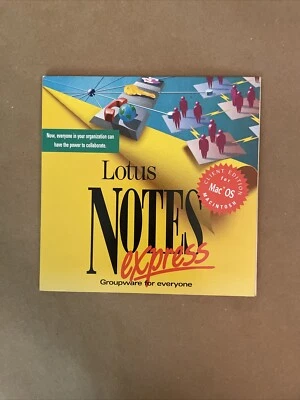 Now, everyone in your organization can
have the power to collaborate.
Lotus
NOTES
express
Groupware for everyone
CLIENT EDITION
for
Mac OS
MACINTOSH